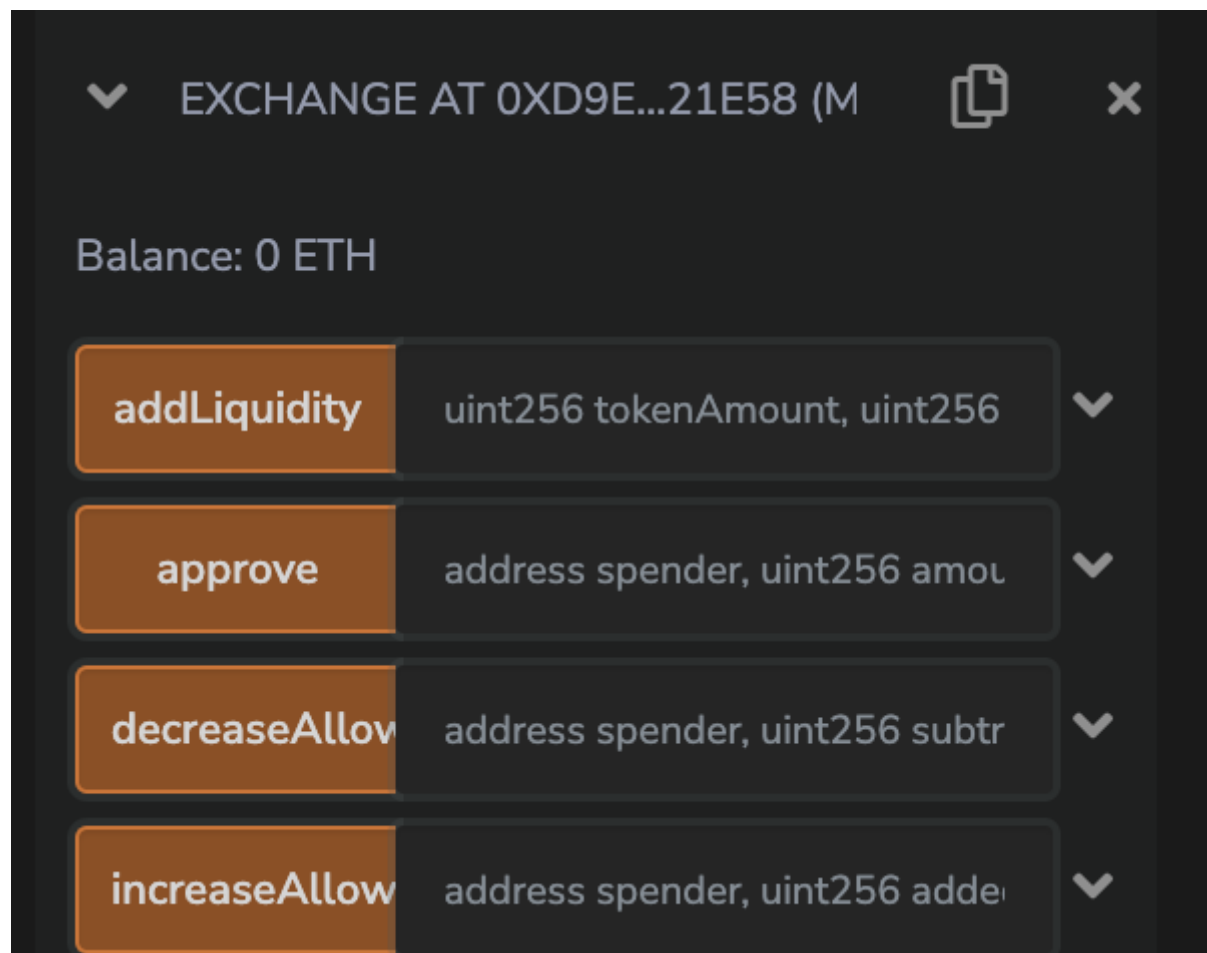 EXCHANGE AT 0XD9E...21E58 (M
Balance: 0 ETH
addLiquidity uint256 tokenAmount, uint256
approve address spender, uint256 amou
decreaseAllow address spender, uint256 subtr
increaseAllow address spender, uint256 adde